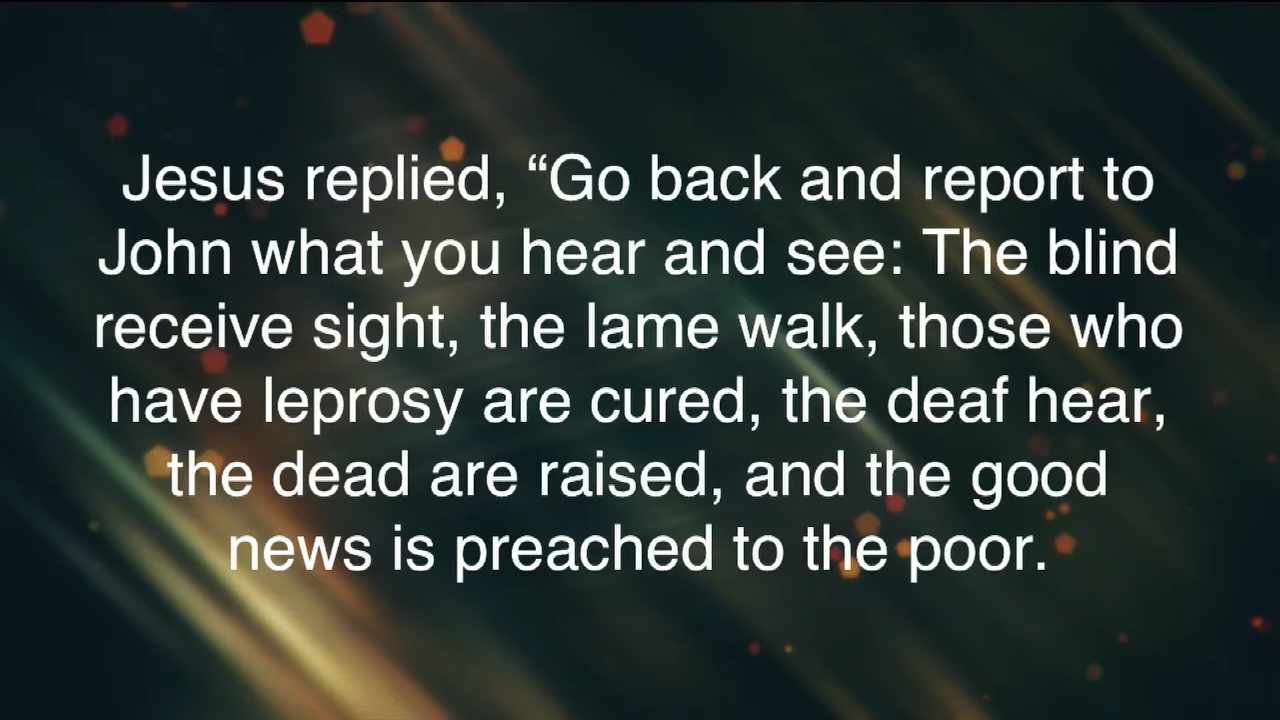 Jesus replied, “Go back and report to
John what you hear and see: The blind
receive sight, the lame walk, those who
have leprosy are cured, the deaf hear,
the dead are raised, and the good
news is preached to the poor.